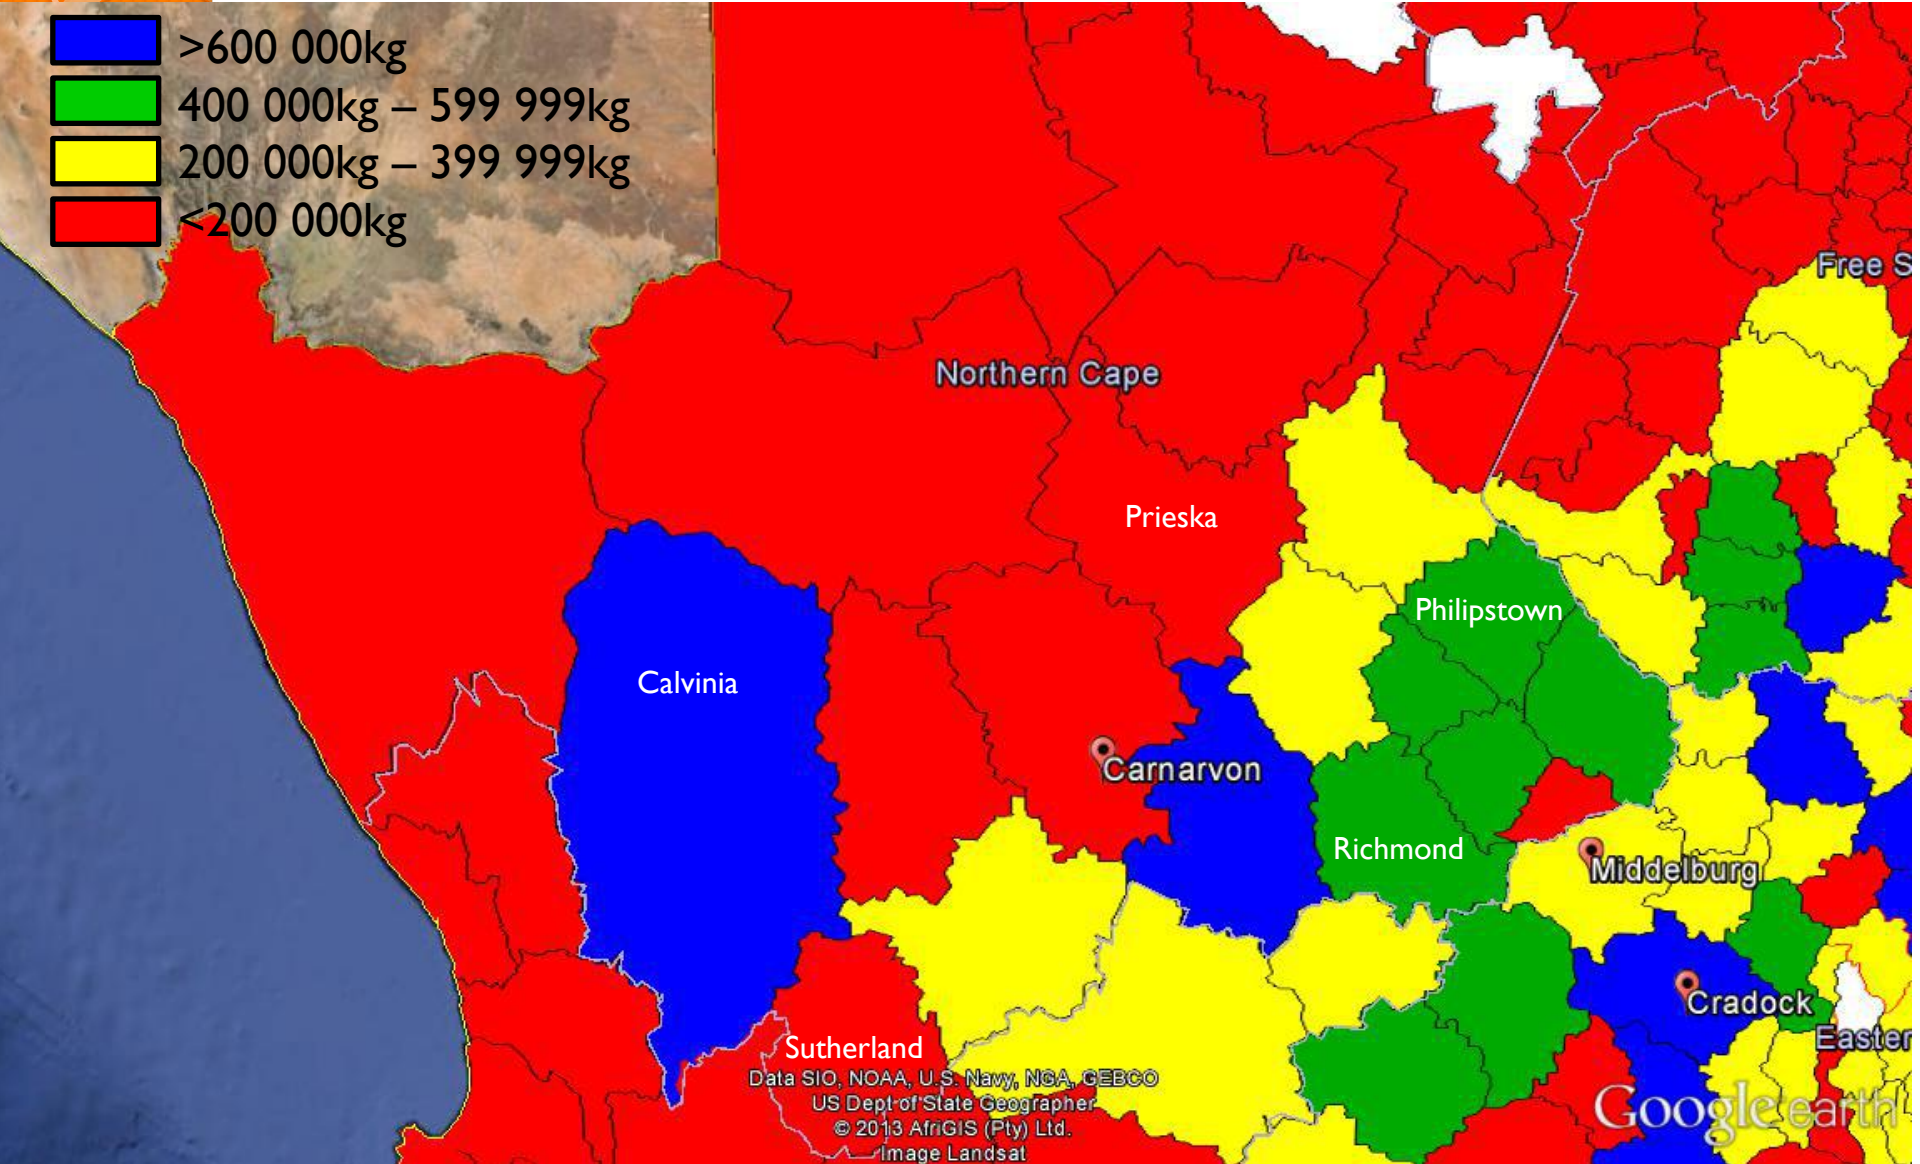 >600 000kg
400 000kg – 599 999kg
200 000kg – 399 999kg
<200 000kg
Free S
Northern Cape
Prieska
Philipstown
Calvinia
Carnarvon
Richmond
Middelburg
Cradock
Easter
Sutherland
Data SIO, NOAA, U.S. Navy, NGA, GEBCO
US Dept of State Geographer
© 2013 AfriGIS (Pty) Ltd.
Image Landsat
Google earth